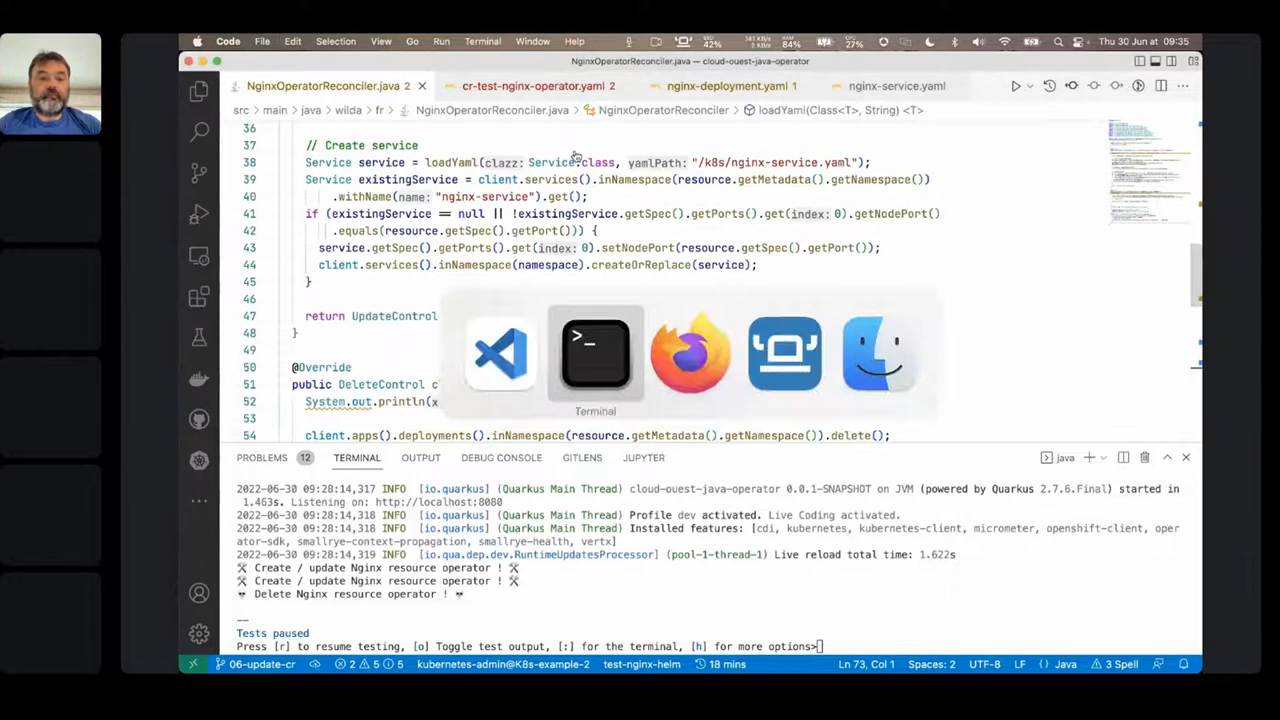 Code File Edit Selection View Go Run Terminal Window Help SSD 42% 381 KB/s 8 KB/s RAM 84% CPU 27% Thu 30 Jun at 09:35
NginxOperatorReconciler.java — cloud-ouest-java-operator
NginxOperatorReconciler.java 2 cr-test-nginx-operator.yaml 2 nginx-deployment.yaml 1 nginx-service.yaml
src > main > java > wilda > fr > NginxOperatorReconciler.java > NginxOperatorReconciler > loadYaml(Class<T>, String) <T>
36
37 // Create service
38 Service service = loadYaml(clazz: Service.class, yamlPath: "/k8s/nginx-service.yaml");
39 Service existingService = client.services().inNamespace(resource.getMetadata().getNamespace())
40 .withName(name: "nginx-service").get();
41 if (existingService == null || !existingService.getSpec().getPorts().get(index: 0).getNodePort()
42 .equals(resource.getSpec().getPort())) {
43 service.getSpec().getPorts().get(index: 0).setNodePort(resource.getSpec().getPort());
44 client.services().inNamespace(namespace).createOrReplace(service);
45 }
46
47 return UpdateControl
48 }
49
50 @Override
51 public DeleteControl c
52 System.out.println(x
53
54 client.apps().deployments().inNamespace(resource.getMetadata().getNamespace()).delete();
Terminal
PROBLEMS 12 TERMINAL OUTPUT DEBUG CONSOLE GITLENS JUPYTER java
2022-06-30 09:28:14,317 INFO [io.quarkus] (Quarkus Main Thread) cloud-ouest-java-operator 0.0.1-SNAPSHOT on JVM (powered by Quarkus 2.7.6.Final) started in
1.463s. Listening on: http://localhost:8080
2022-06-30 09:28:14,318 INFO [io.quarkus] (Quarkus Main Thread) Profile dev activated. Live Coding activated.
2022-06-30 09:28:14,318 INFO [io.quarkus] (Quarkus Main Thread) Installed features: [cdi, kubernetes, kubernetes-client, micrometer, openshift-client, oper
ator-sdk, smallrye-context-propagation, smallrye-health, vertx]
2022-06-30 09:28:14,319 INFO [io.qua.dep.dev.RuntimeUpdatesProcessor] (pool-1-thread-1) Live reload total time: 1.622s
🛠 Create / update Nginx resource operator ! 🛠
🛠 Create / update Nginx resource operator ! 🛠
💀 Delete Nginx resource operator ! 💀
--
Tests paused
Press [r] to resume testing, [o] Toggle test output, [:] for the terminal, [h] for more options>
06-update-cr 2 5 5 kubernetes-admin@K8s-example-2 test-nginx-helm 18 mins Ln 73, Col 1 Spaces: 2 UTF-8 LF {} Java 3 Spell